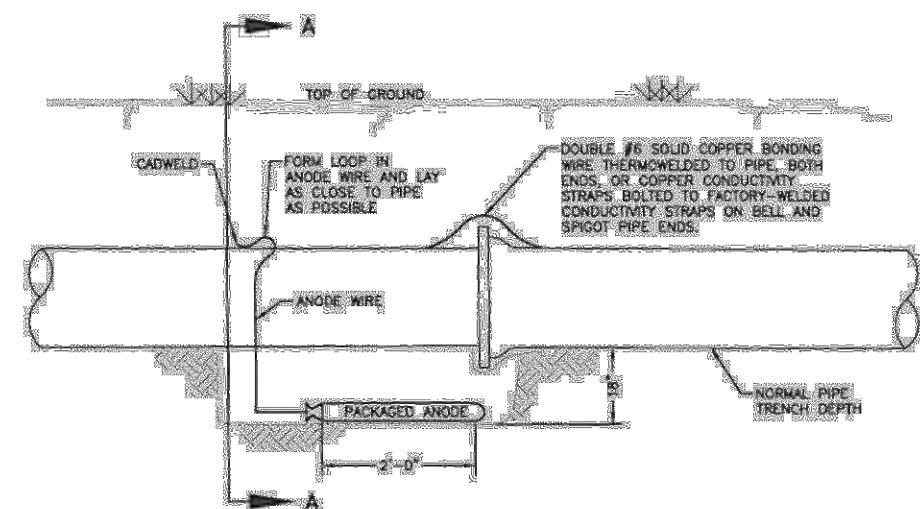 A
TOP OF GROUND
CADWELD
FORM LOOP IN
ANODE WIRE AND LAY
AS CLOSE TO PIPE
AS POSSIBLE
DOUBLE #6 SOLID COPPER BONDING
WIRE THERMOWELDED TO PIPE, BOTH
ENDS, OR COPPER CONDUCTIVITY
STRAPS BOLTED TO FACTORY-WELDED
CONDUCTIVITY STRAPS ON BELL AND
SPIGOT PIPE ENDS.
ANODE WIRE
PACKAGED ANODE
NORMAL PIPE
TRENCH DEPTH
2'-0"
A